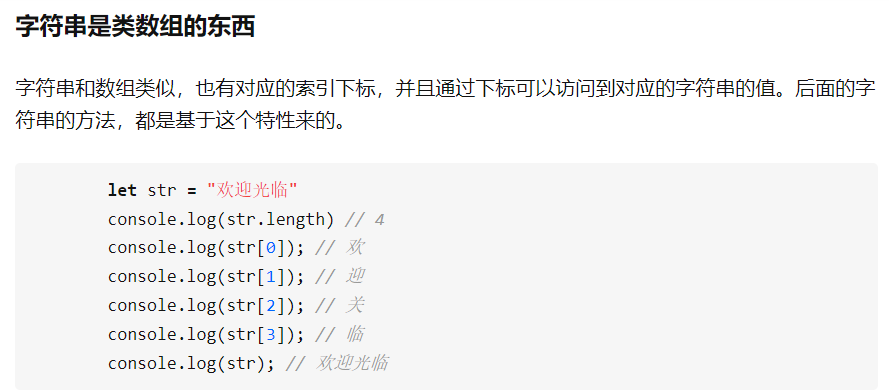 字符串是类数组的东西
字符串和数组类似，也有对应的索引下标，并且通过下标可以访问到对应的字符串的值。后面的字
符串的方法，都是基于这个特性来的。
let str = "欢迎光临"
console.log(str.length) // 4
console.log(str[0]); // 欢
console.log(str[1]); // 迎
console.log(str[2]); // 关
console.log(str[3]); // 临
console.log(str); // 欢迎光临